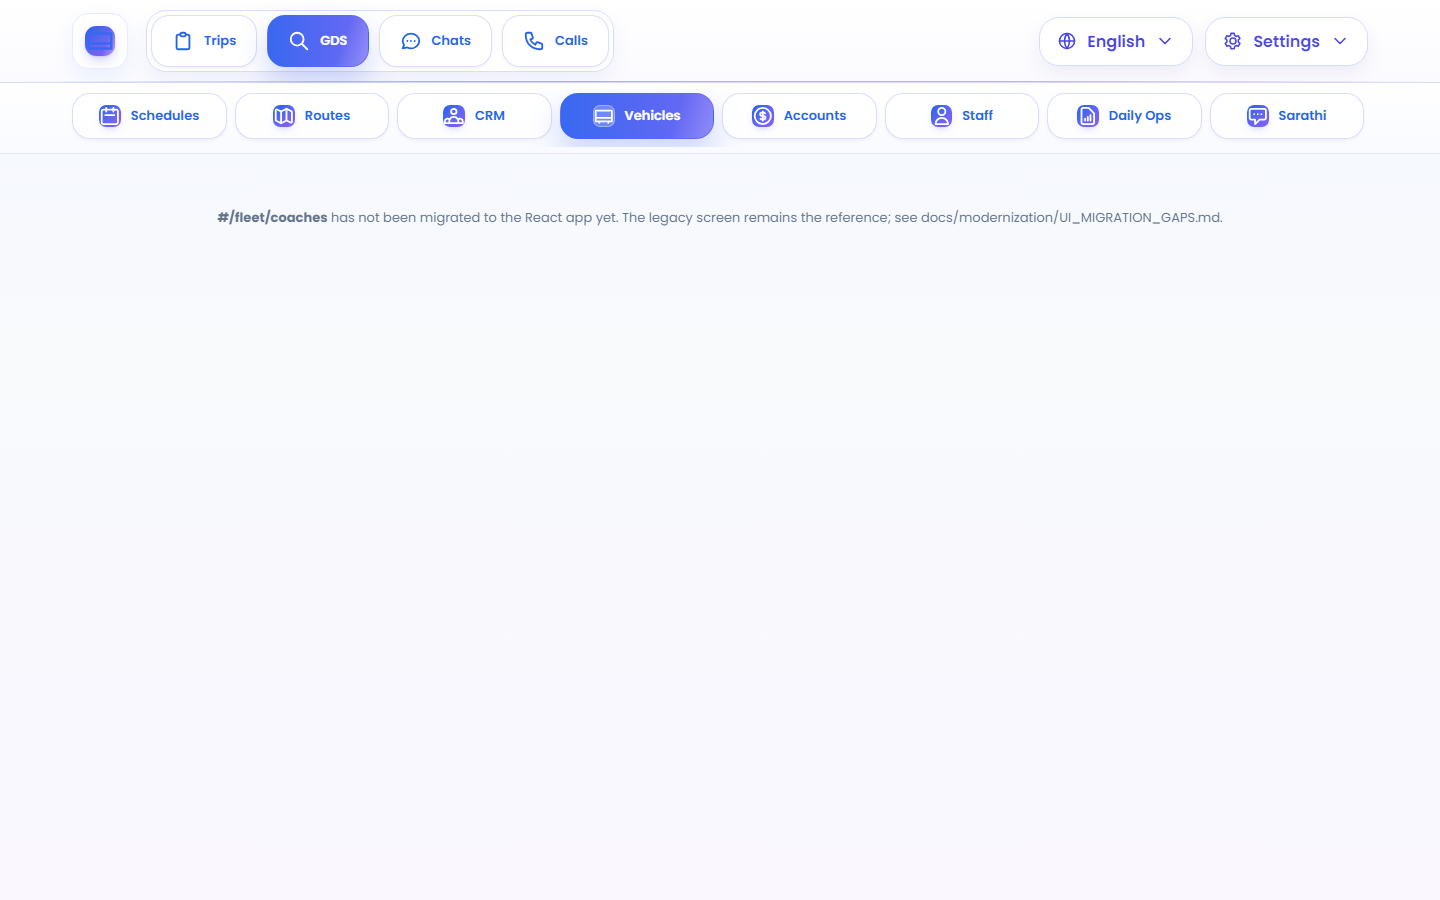 Trips
GDS
Chats
Calls
English
Settings
Schedules
Routes
CRM
Vehicles
Accounts
Staff
Daily Ops
Sarathi
#/fleet/coaches has not been migrated to the React app yet. The legacy screen remains the reference; see docs/modernization/UI_MIGRATION_GAPS.md.